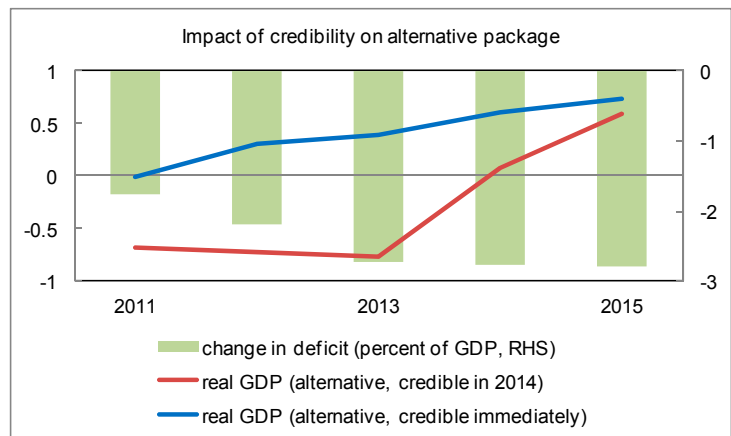 Impact of credibility on alternative package
1 0
0.5
-1
0
-2
-0.5
-1 -3
2011 2013 2015
change in deficit (percent of GDP, RHS)
real GDP (alternative, credible in 2014)
real GDP (alternative, credible immediately)